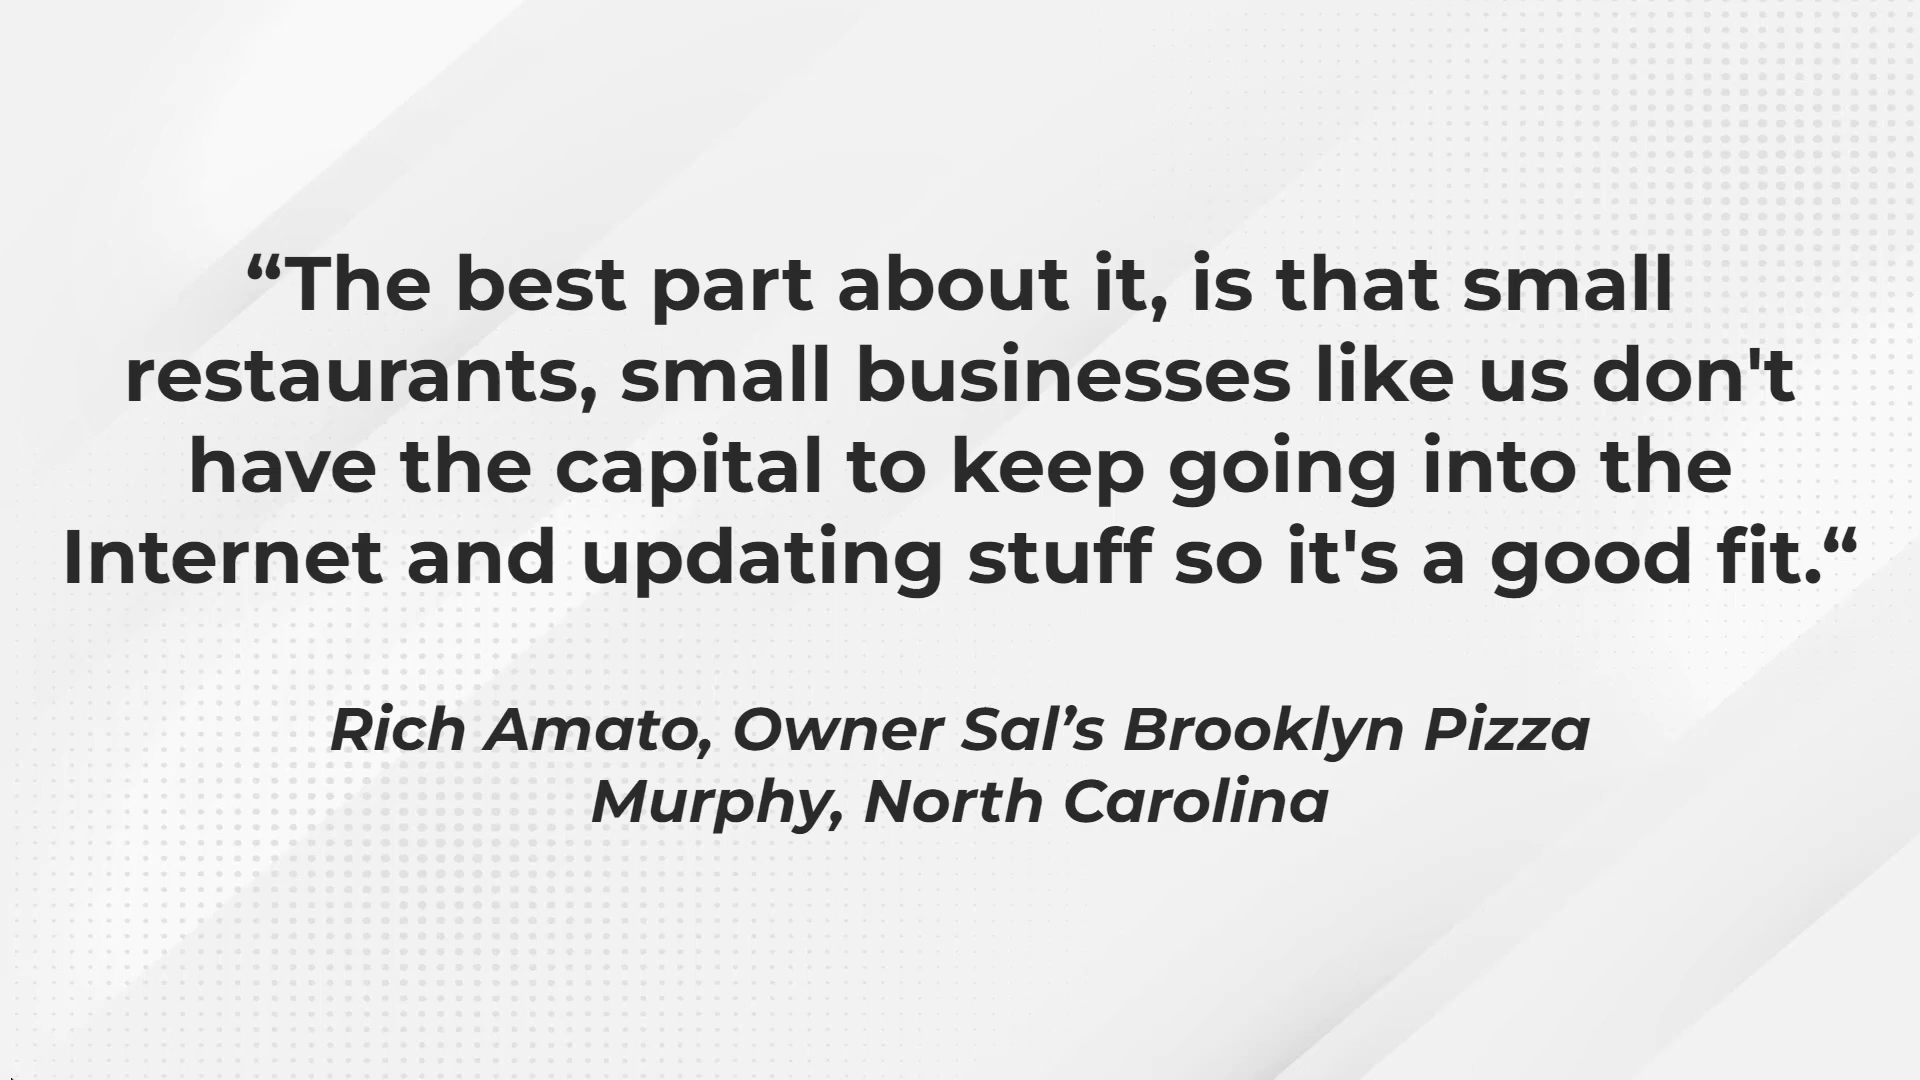 “The best part about it, is that small
restaurants, small businesses like us don't
have the capital to keep going into the
Internet and updating stuff so it's a good fit.“
Rich Amato, Owner Sal’s Brooklyn Pizza
Murphy, North Carolina